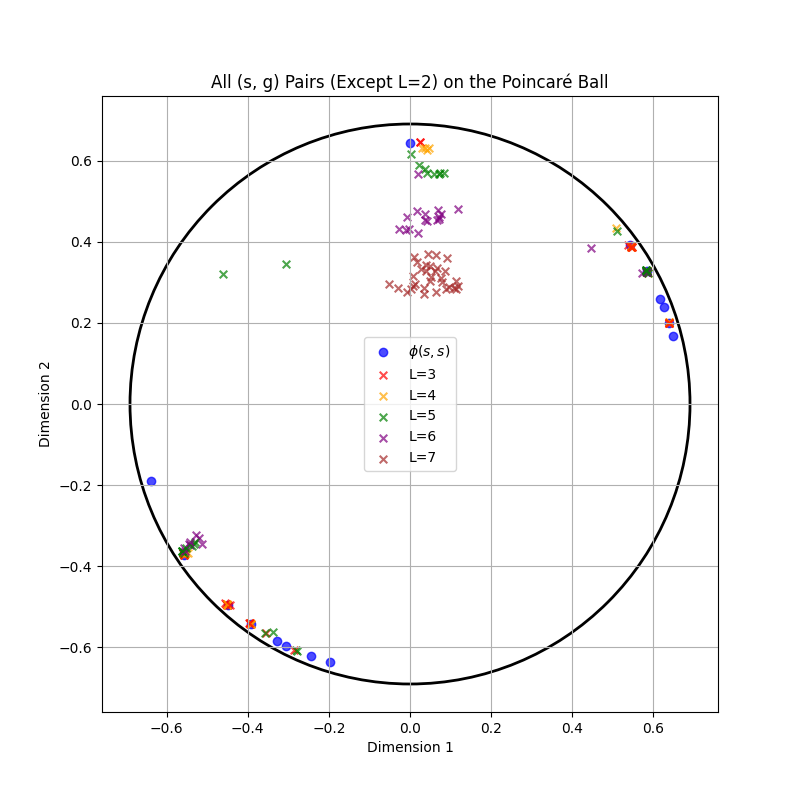 All (s, g) Pairs (Except L=2) on the Poincaré Ball
Dimension 2
0.6
0.4
0.2
0.0
−0.2
−0.4
−0.6
ϕ(s, s)
L=3
L=4
L=5
L=6
L=7
−0.6 −0.4 −0.2 0.0 0.2 0.4 0.6
Dimension 1